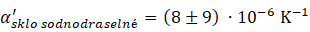 α′sklo sodnodraselné = (8 ± 9) · 10⁻⁶ K⁻¹